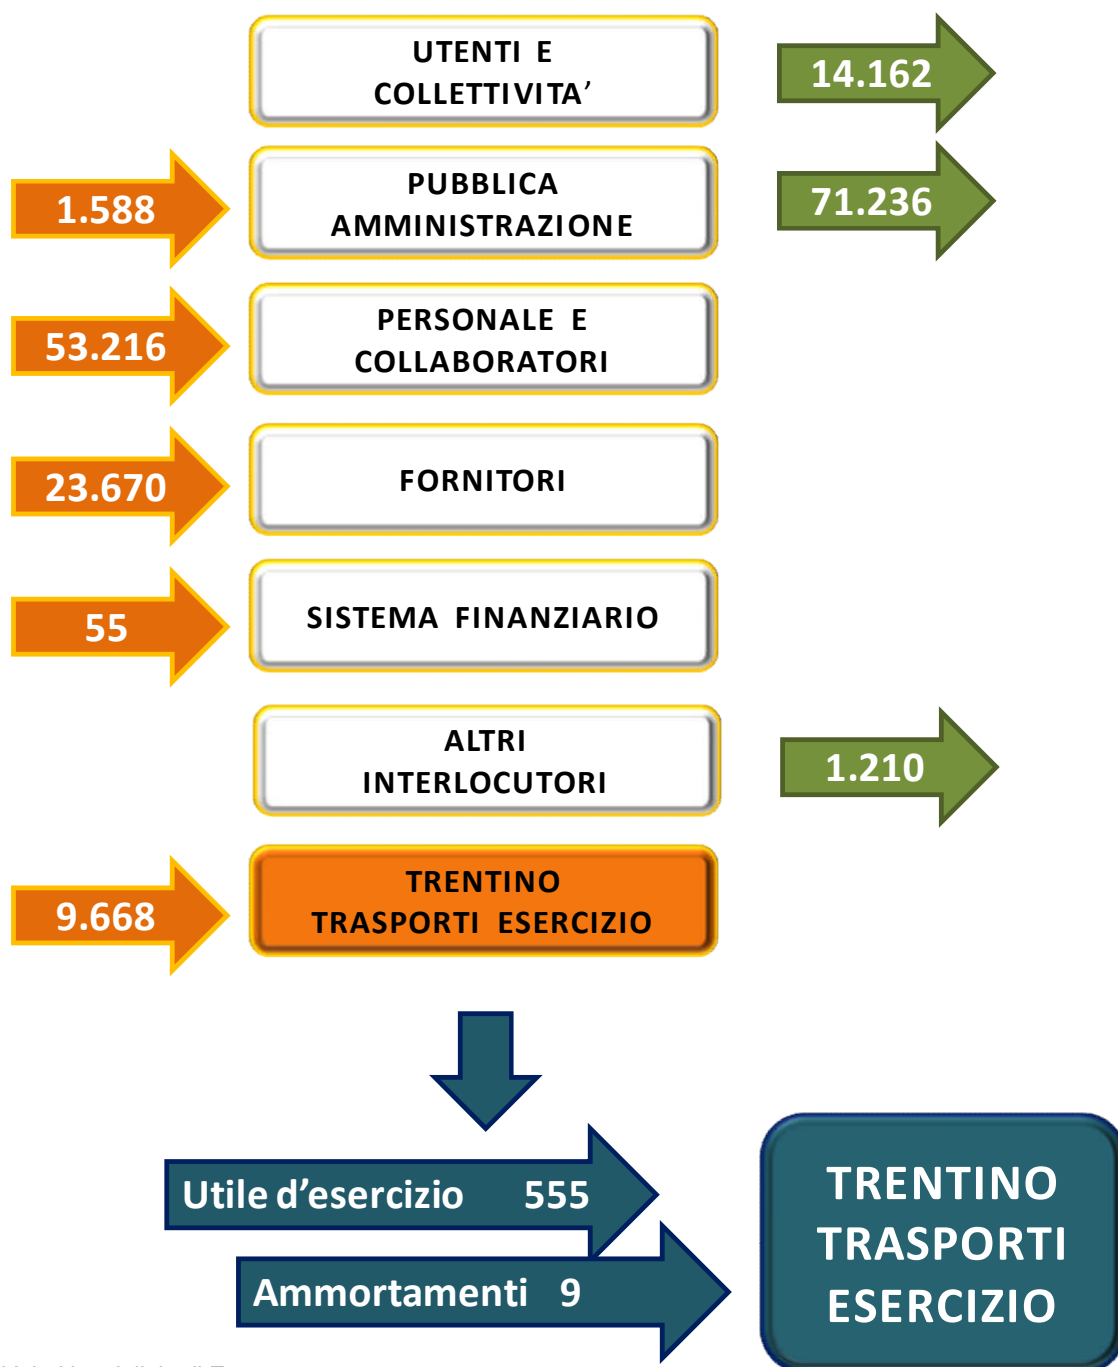 UTENTI E
COLLETTIVITA’
14.162
1.588
PUBBLICA
AMMINISTRAZIONE
71.236
53.216
PERSONALE E
COLLABORATORI
23.670
FORNITORI
55
SISTEMA FINANZIARIO
ALTRI
INTERLOCUTORI
1.210
9.668
TRENTINO
TRASPORTI ESERCIZIO
Utile d’esercizio 555
Ammortamenti 9
TRENTINO
TRASPORTI
ESERCIZIO